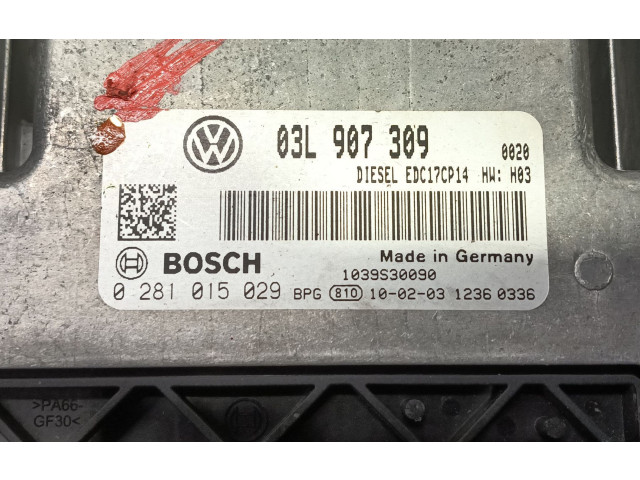 VW
03L 907 309
0020
DIESEL EDC17CP14 HW: H03
BOSCH
Made in Germany
1039S30090
0 281 015 029 BPG 810 10-02-03 1236 0336
>PA66-
GF30<